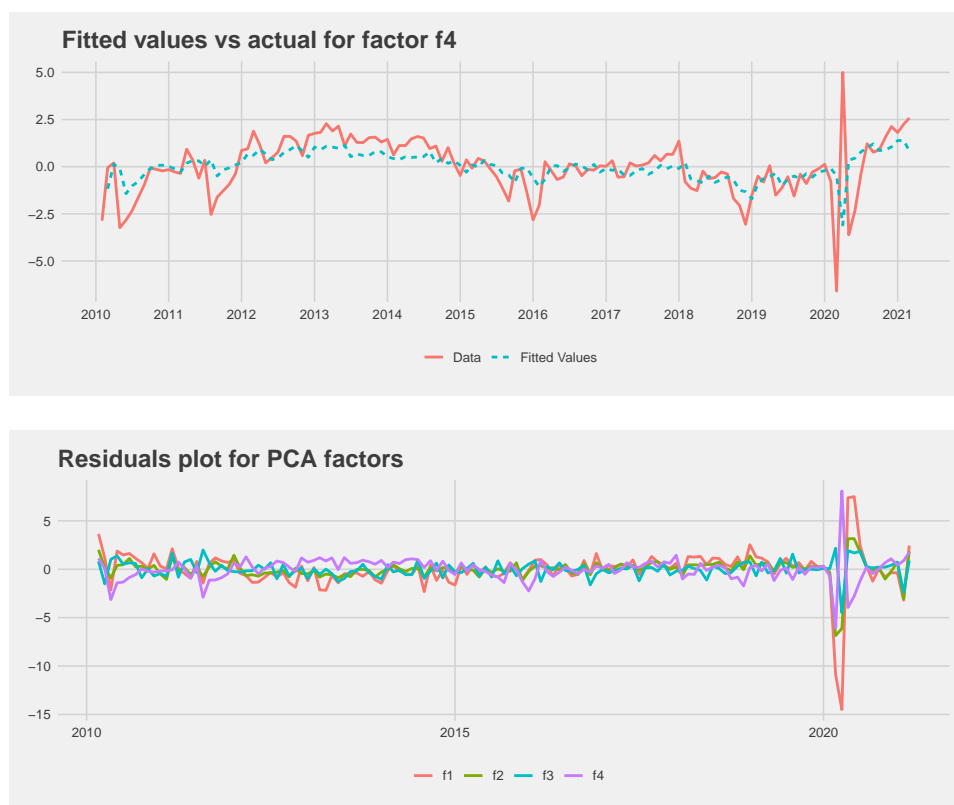 Fitted values vs actual for factor f4
5.0
2.5
0.0
−2.5
−5.0
2010 2011 2012 2013 2014 2015 2016 2017 2018 2019 2020 2021
Data Fitted Values
Residuals plot for PCA factors
5
0
−5
−10
−15
2010 2015 2020
f1 f2 f3 f4